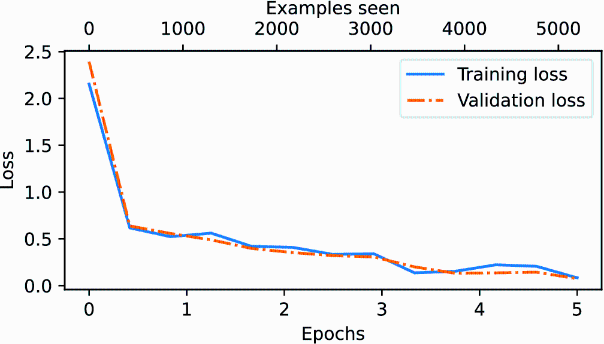 Examples seen
0 1000 2000 3000 4000 5000
2.5
2.0
1.5
1.0
0.5
0.0
Loss
Training loss
Validation loss
0 1 2 3 4 5
Epochs